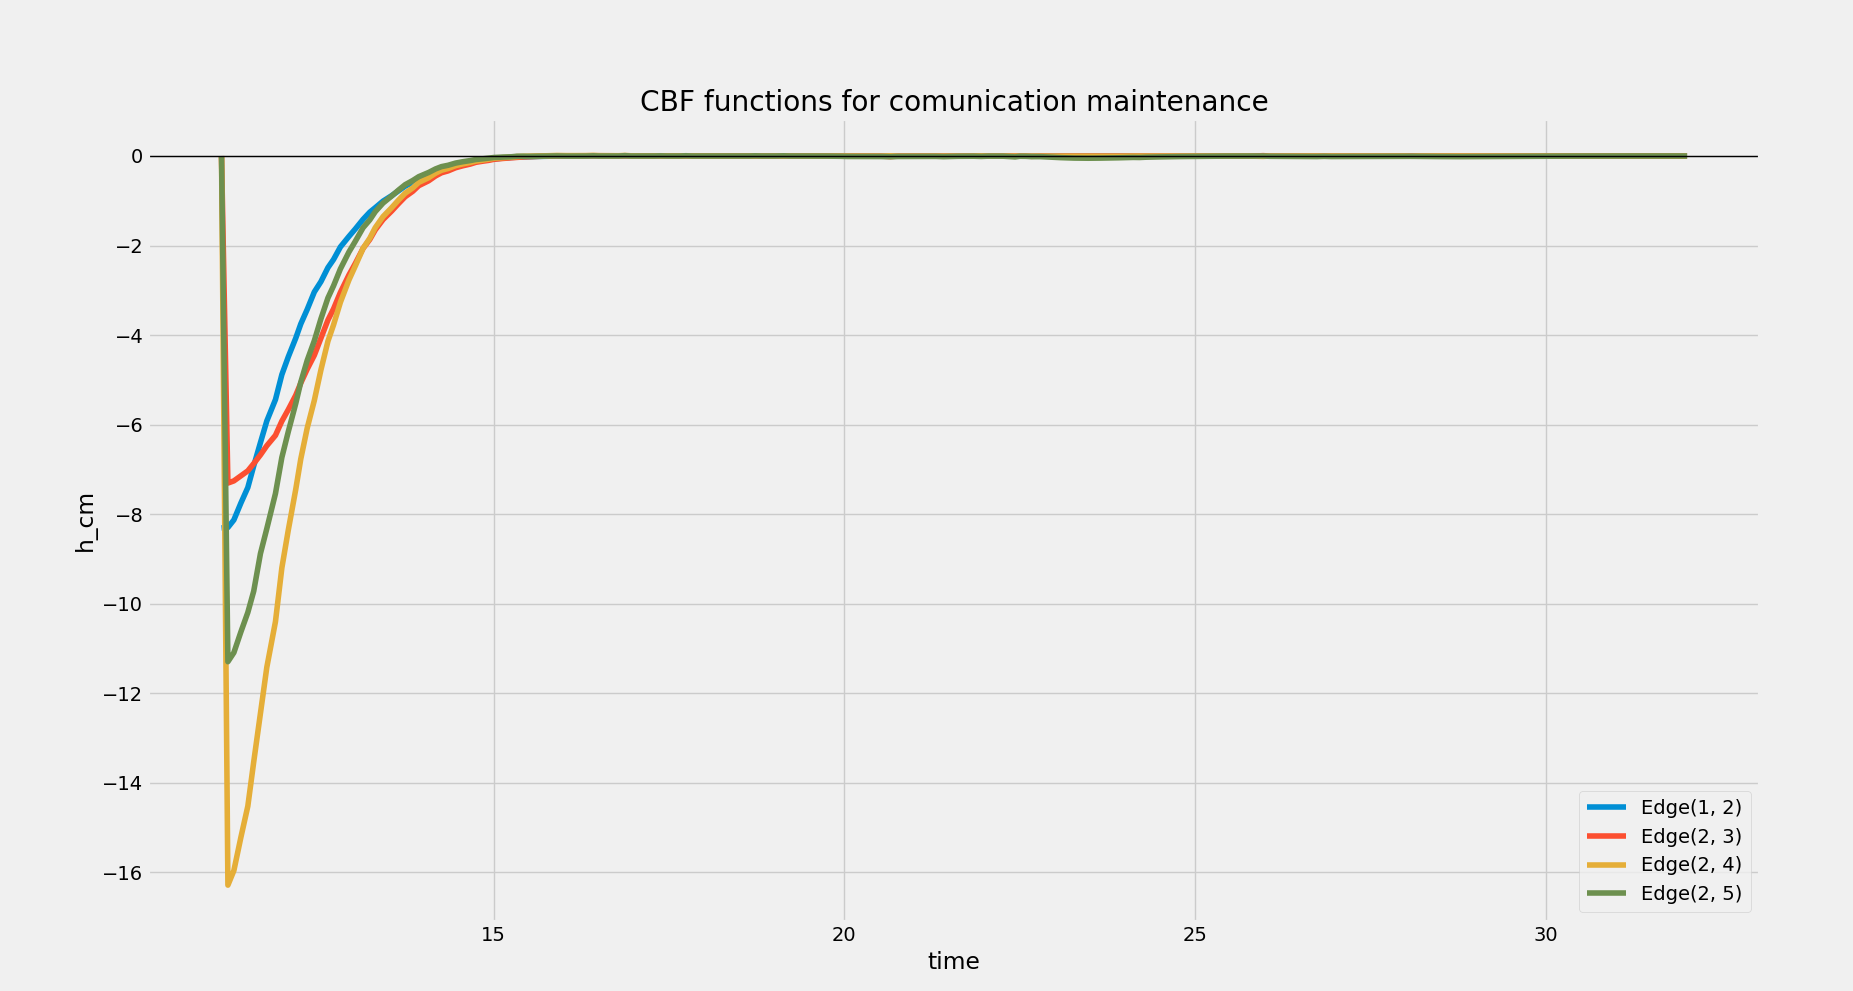 CBF functions for comunication maintenance
0
−2
−4
−6
−8
−10
−12
−14
−16
h_cm
15
20
25
30
time
Edge(1, 2)
Edge(2, 3)
Edge(2, 4)
Edge(2, 5)